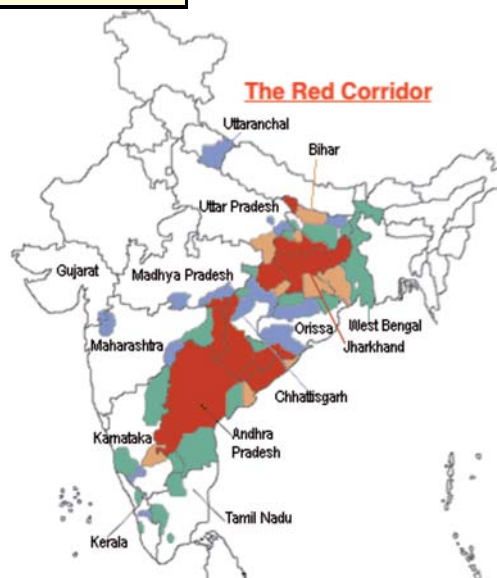 The Red Corridor
Uttaranchal
Bihar
Uttar Pradesh
Gujarat
Madhya Pradesh
Orissa
West Bengal
Jharkhand
Maharashtra
Chhattisgarh
Karnataka
Andhra
Pradesh
Tamil Nadu
Kerala